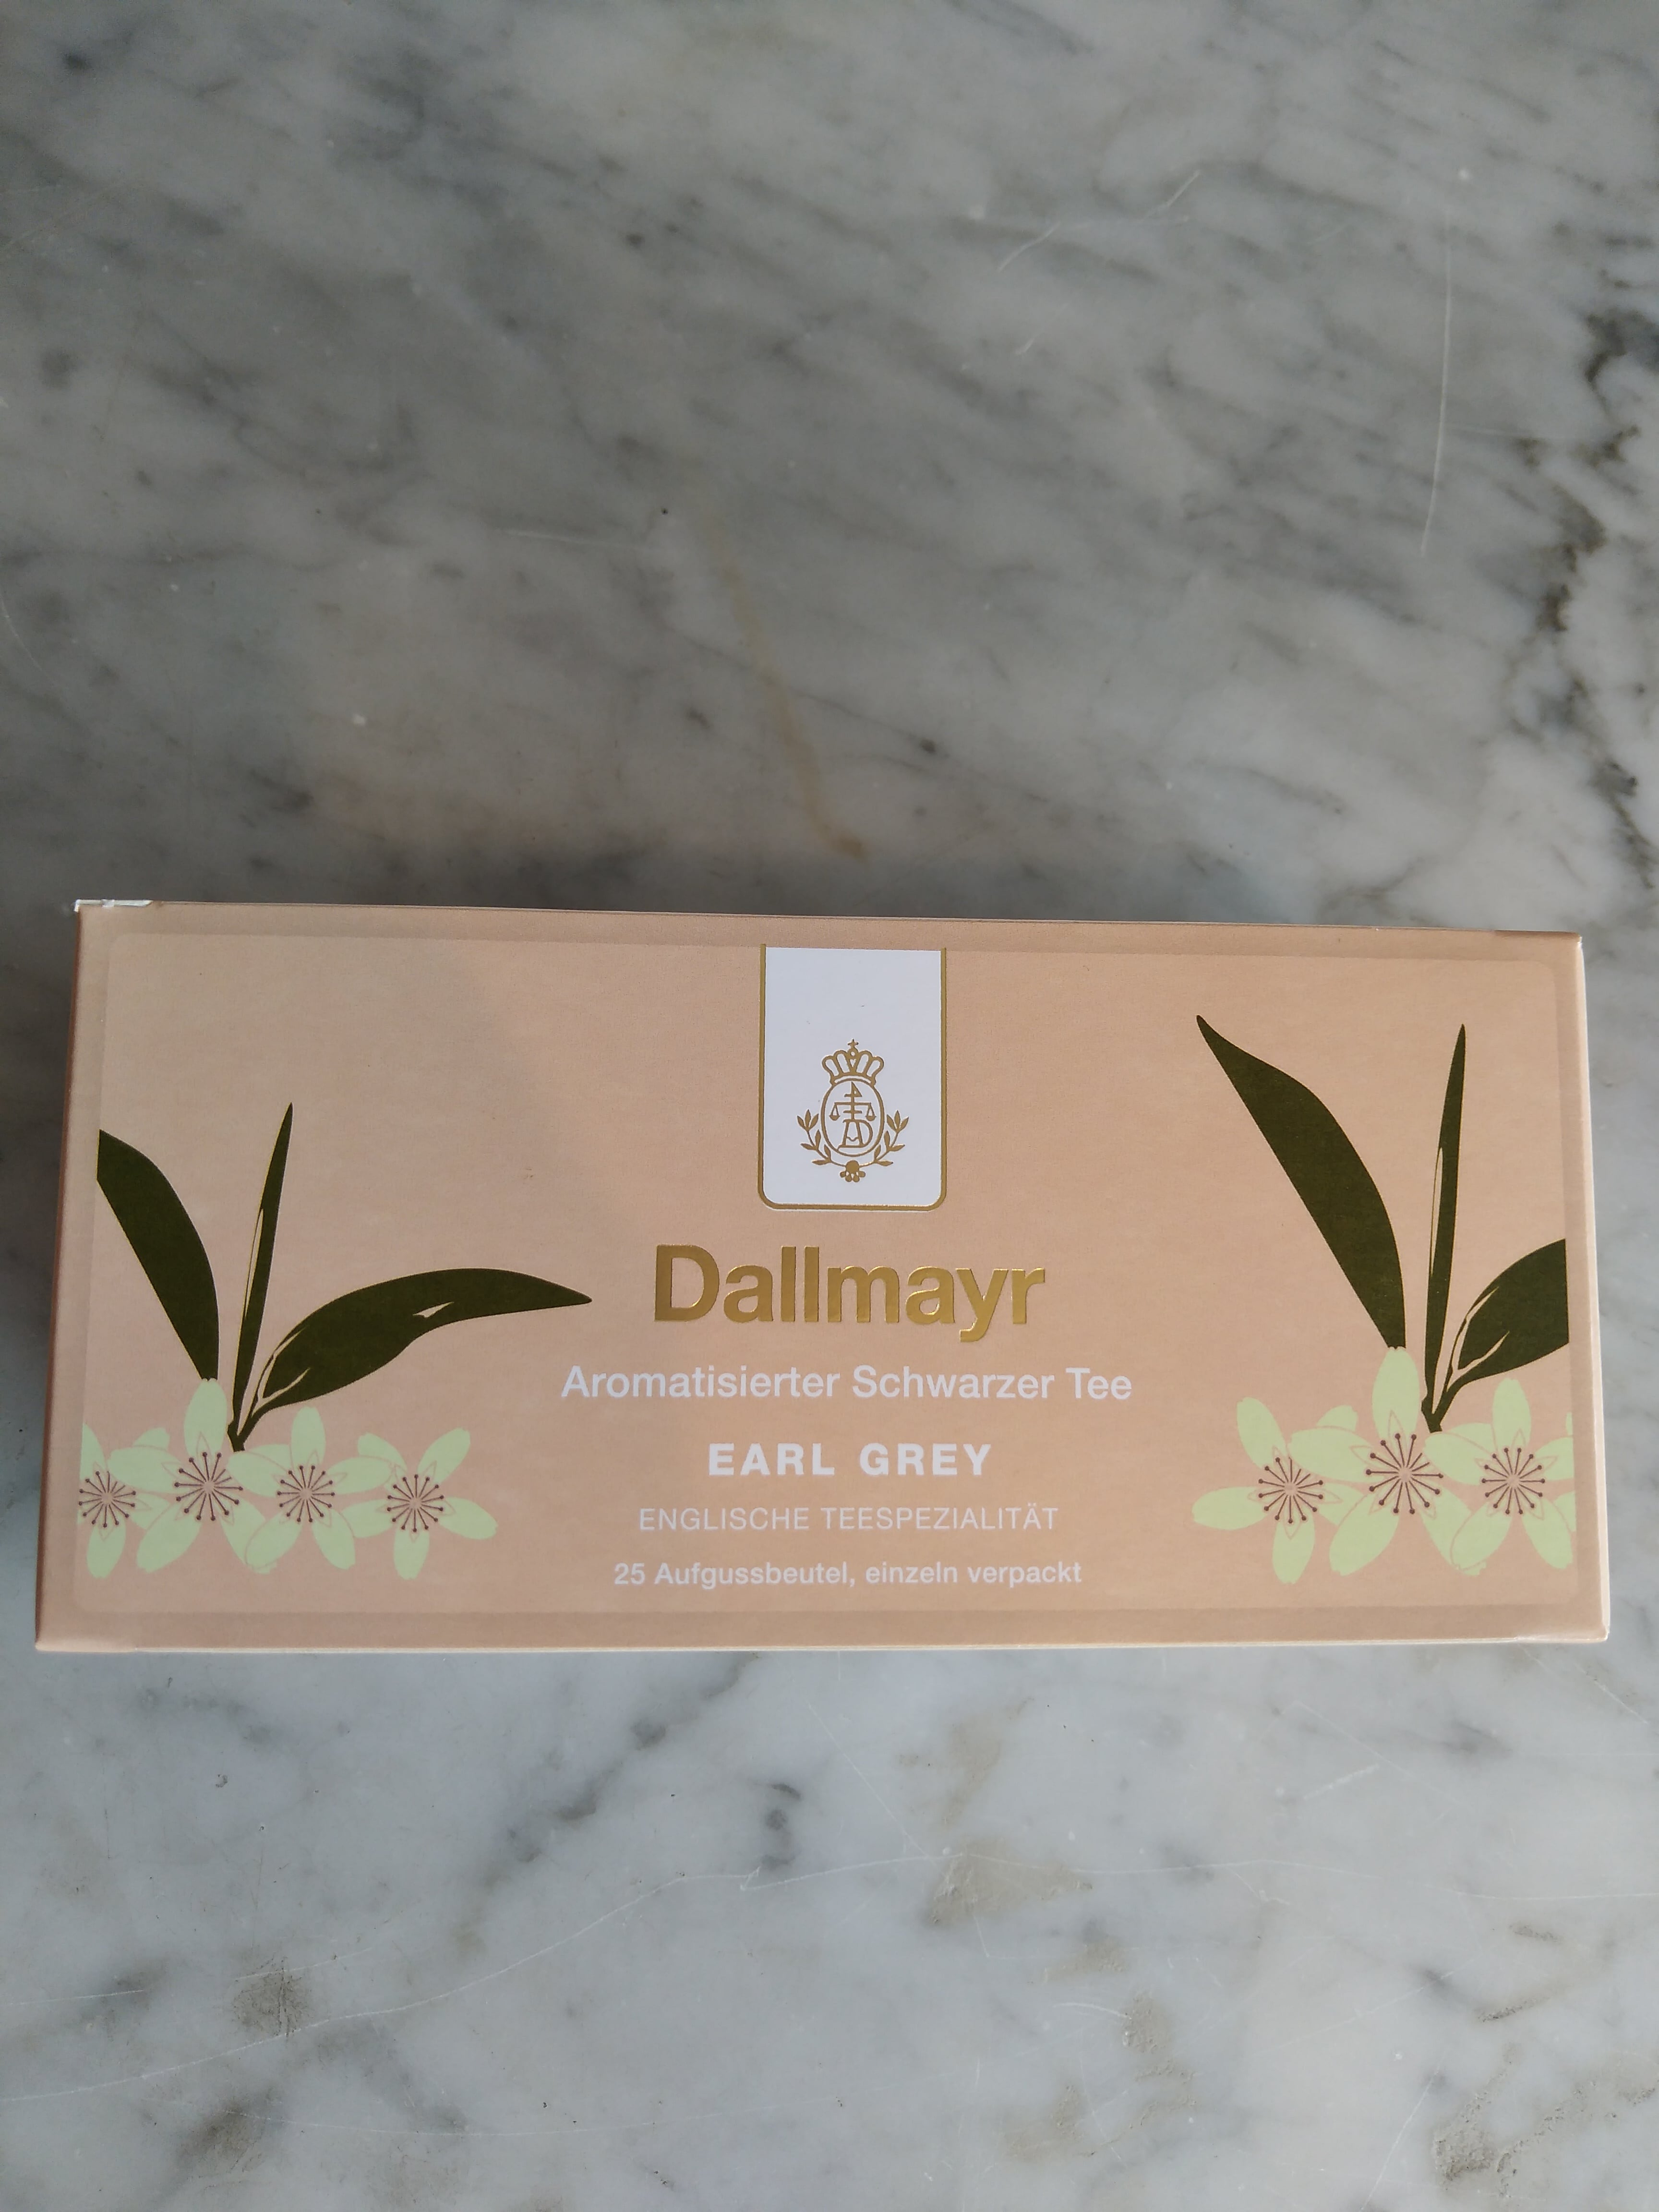 Dallmayr
Aromatisierter Schwarzer Tee
EARL GREY
ENGLISCHE TEESPEZIALITÄT
25 Aufgussbeutel, einzeln verpackt